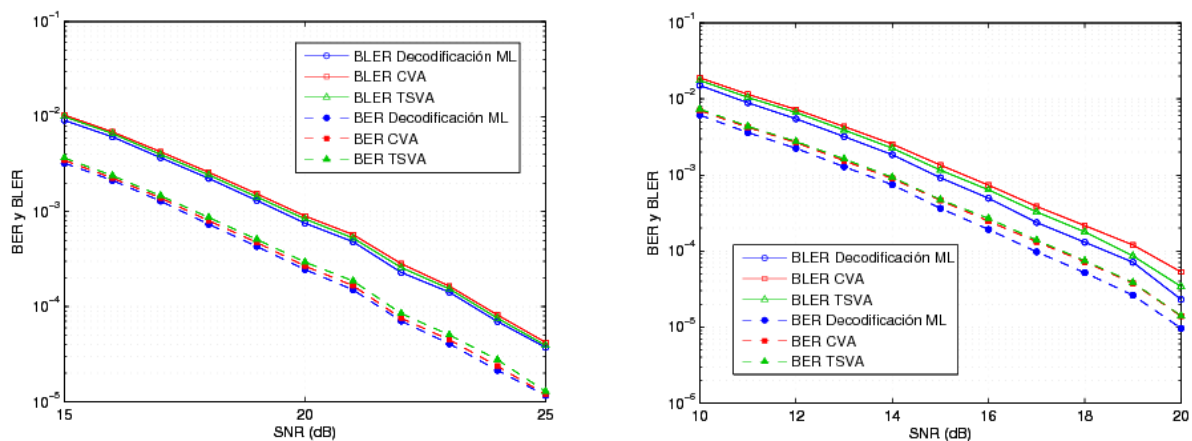 10^-1
10^-2
10^-3
10^-4
10^-5
BER y BLER
15
20
25
SNR (dB)
BLER Decodificación ML
BLER CVA
BLER TSVA
BER Decodificación ML
BER CVA
BER TSVA
10^-1
10^-2
10^-3
10^-4
10^-5
10^-6
BER y BLER
10
12
14
16
18
20
SNR (dB)
BLER Decodificación ML
BLER CVA
BLER TSVA
BER Decodificación ML
BER CVA
BER TSVA